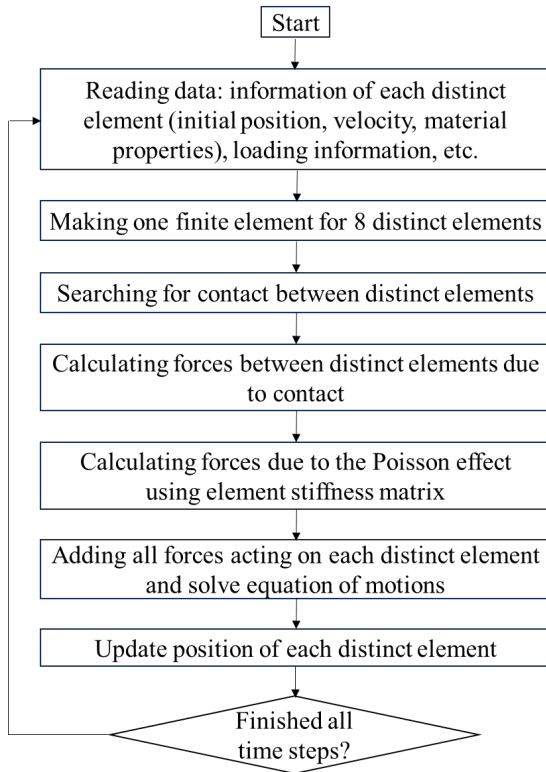 Start
Reading data: information of each distinct
element (initial position, velocity, material
properties), loading information, etc.
Making one finite element for 8 distinct elements
Searching for contact between distinct elements
Calculating forces between distinct elements due
to contact
Calculating forces due to the Poisson effect
using element stiffness matrix
Adding all forces acting on each distinct element
and solve equation of motions
Update position of each distinct element
Finished all
time steps?